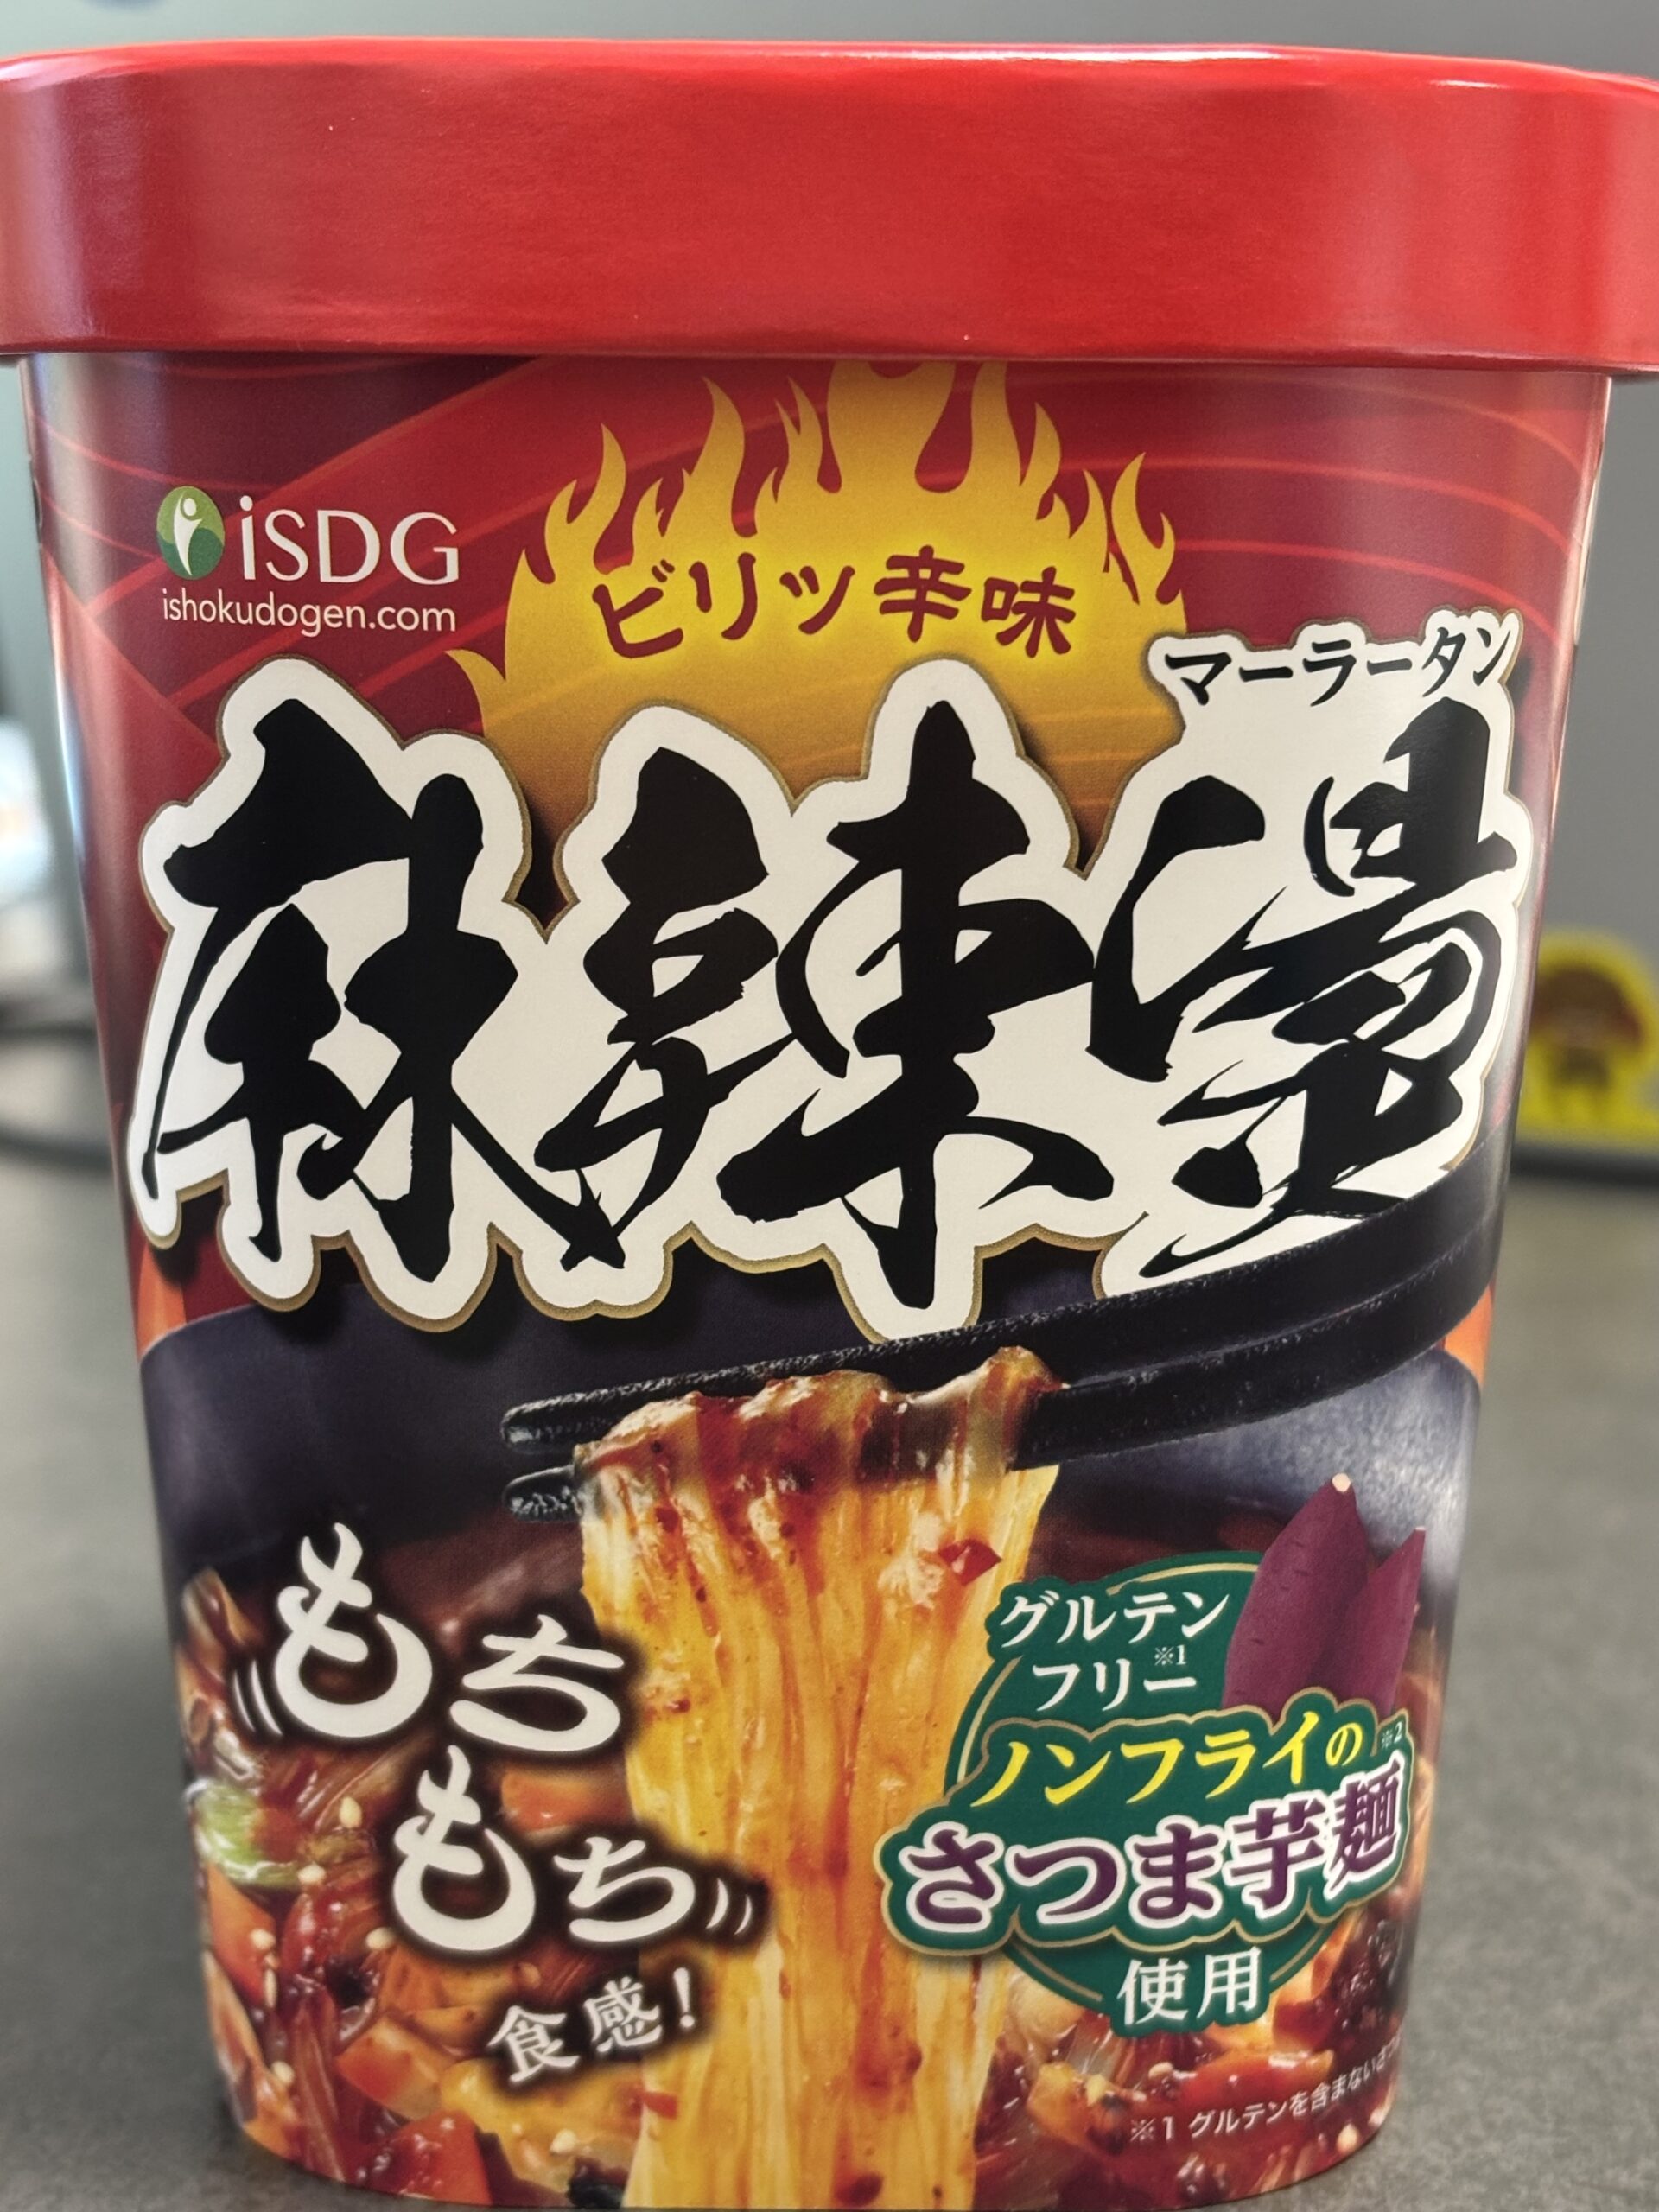 iSDG
ishokudogen.com
ビリッ辛味
マーラータン
麻辣湯
もち
もち
食感!
グルテン
フリー※1
ノンフライの※2
さつま芋麺
使用
※1 グルテンを含まない